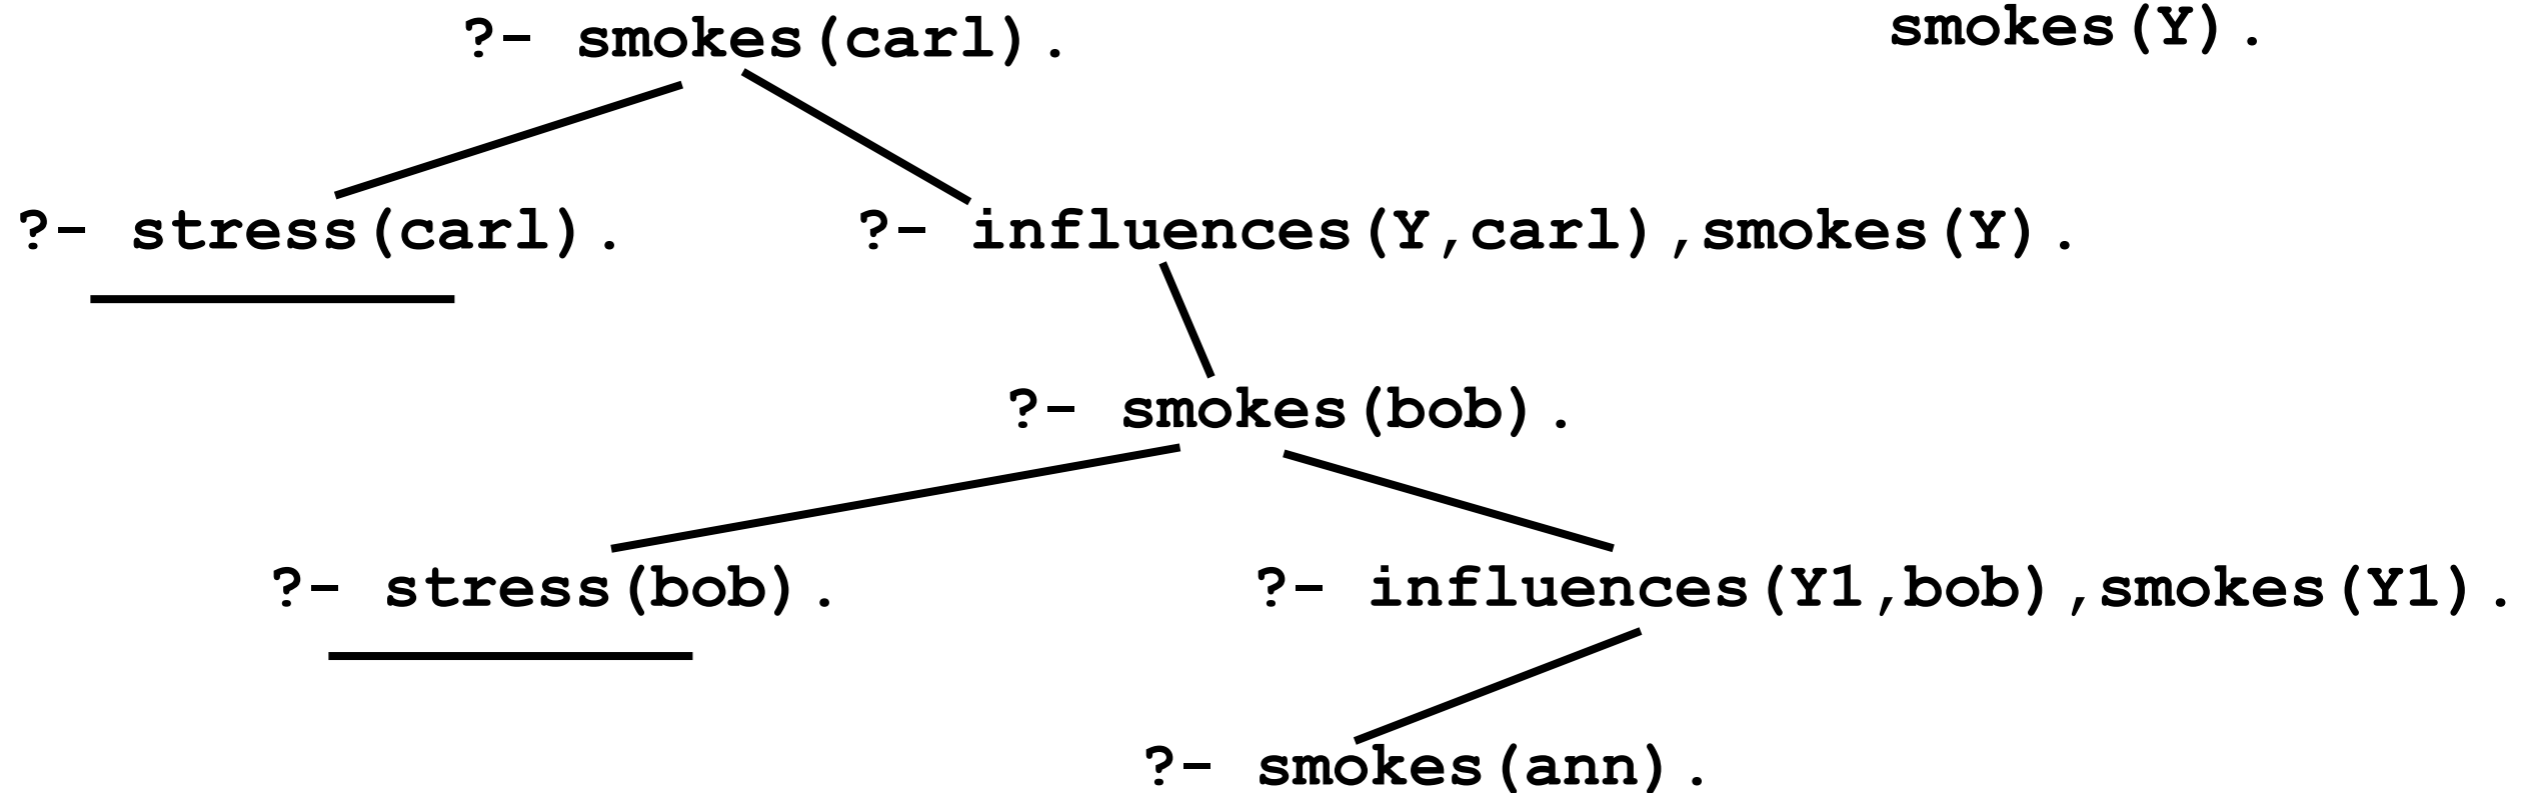 ?- smokes(carl).
smokes(Y).
?- stress(carl).
?- influences(Y,carl),smokes(Y).
?- smokes(bob).
?- stress(bob).
?- influences(Y1,bob),smokes(Y1).
?- smokes(ann).